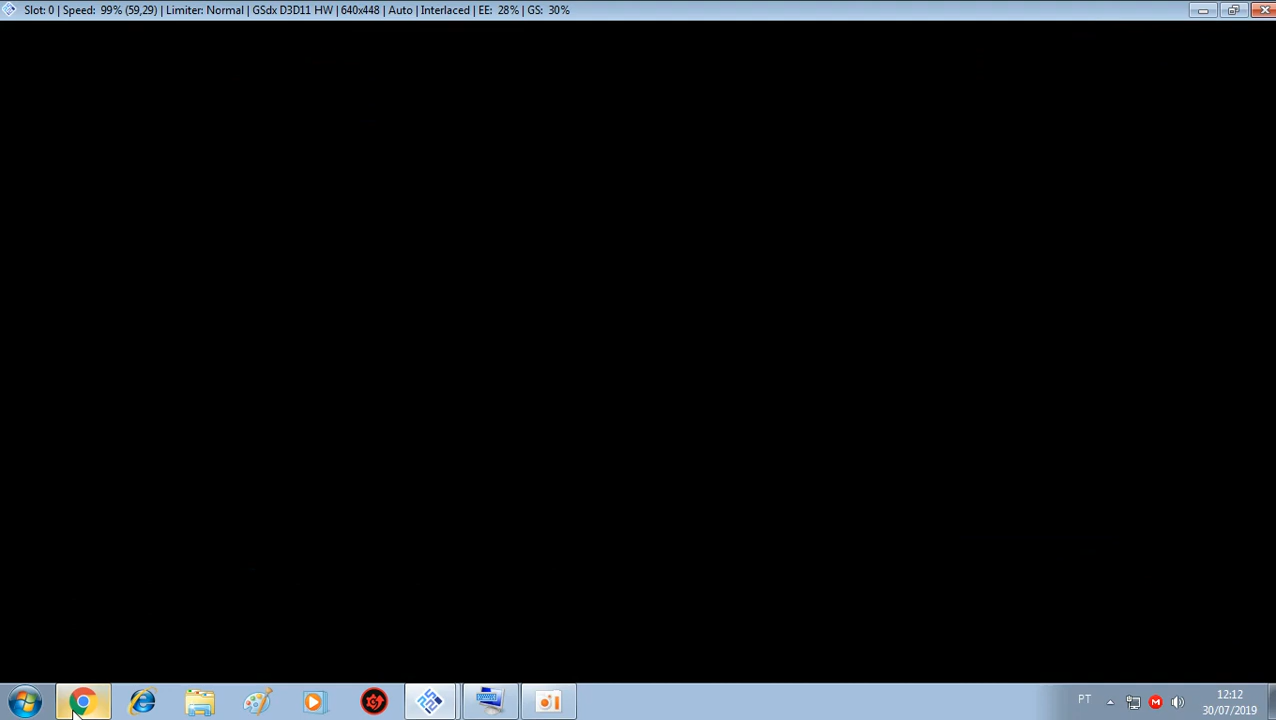 Slot: 0 | Speed: 99% (59,29) | Limiter: Normal | GSdx D3D11 HW | 640x448 | Auto | Interlaced | EE: 28% | GS: 30%
PT
12:12
30/07/2019